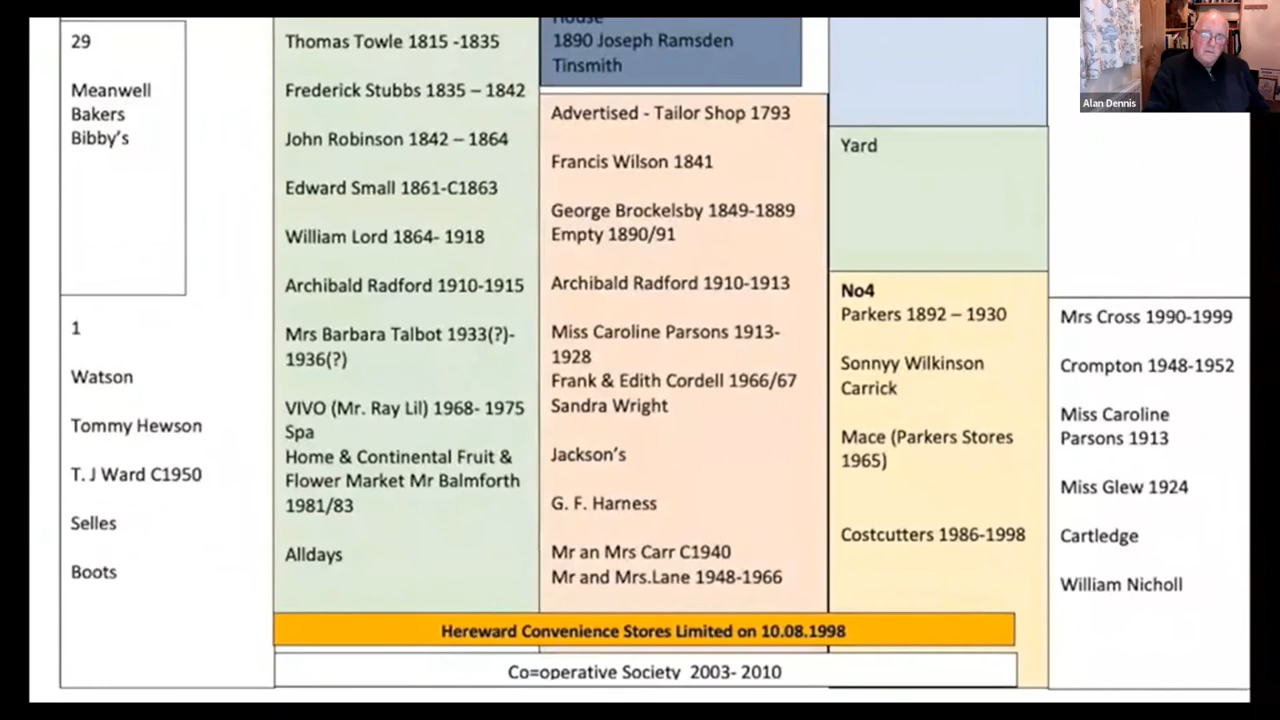 29
Meanwell
Bakers
Bibby's
1
Watson
Tommy Hewson
T. J Ward C1950
Selles
Boots
Thomas Towle 1815 -1835
Frederick Stubbs 1835 – 1842
John Robinson 1842 – 1864
Edward Small 1861-C1863
William Lord 1864- 1918
Archibald Radford 1910-1915
Mrs Barbara Talbot 1933(?)-
1936(?)
VIVO (Mr. Ray Lil) 1968- 1975
Spa
Home & Continental Fruit &
Flower Market Mr Balmforth
1981/83
Alldays
House
1890 Joseph Ramsden
Tinsmith
Advertised - Tailor Shop 1793
Francis Wilson 1841
George Brockelsby 1849-1889
Empty 1890/91
Archibald Radford 1910-1913
Miss Caroline Parsons 1913-
1928
Frank & Edith Cordell 1966/67
Sandra Wright
Jackson's
G. F. Harness
Mr an Mrs Carr C1940
Mr and Mrs.Lane 1948-1966
Yard
No4
Parkers 1892 – 1930
Sonnyy Wilkinson
Carrick
Mace (Parkers Stores
1965)
Costcutters 1986-1998
Mrs Cross 1990-1999
Crompton 1948-1952
Miss Caroline
Parsons 1913
Miss Glew 1924
Cartledge
William Nicholl
Hereward Convenience Stores Limited on 10.08.1998
Co=operative Society 2003- 2010
Alan Dennis